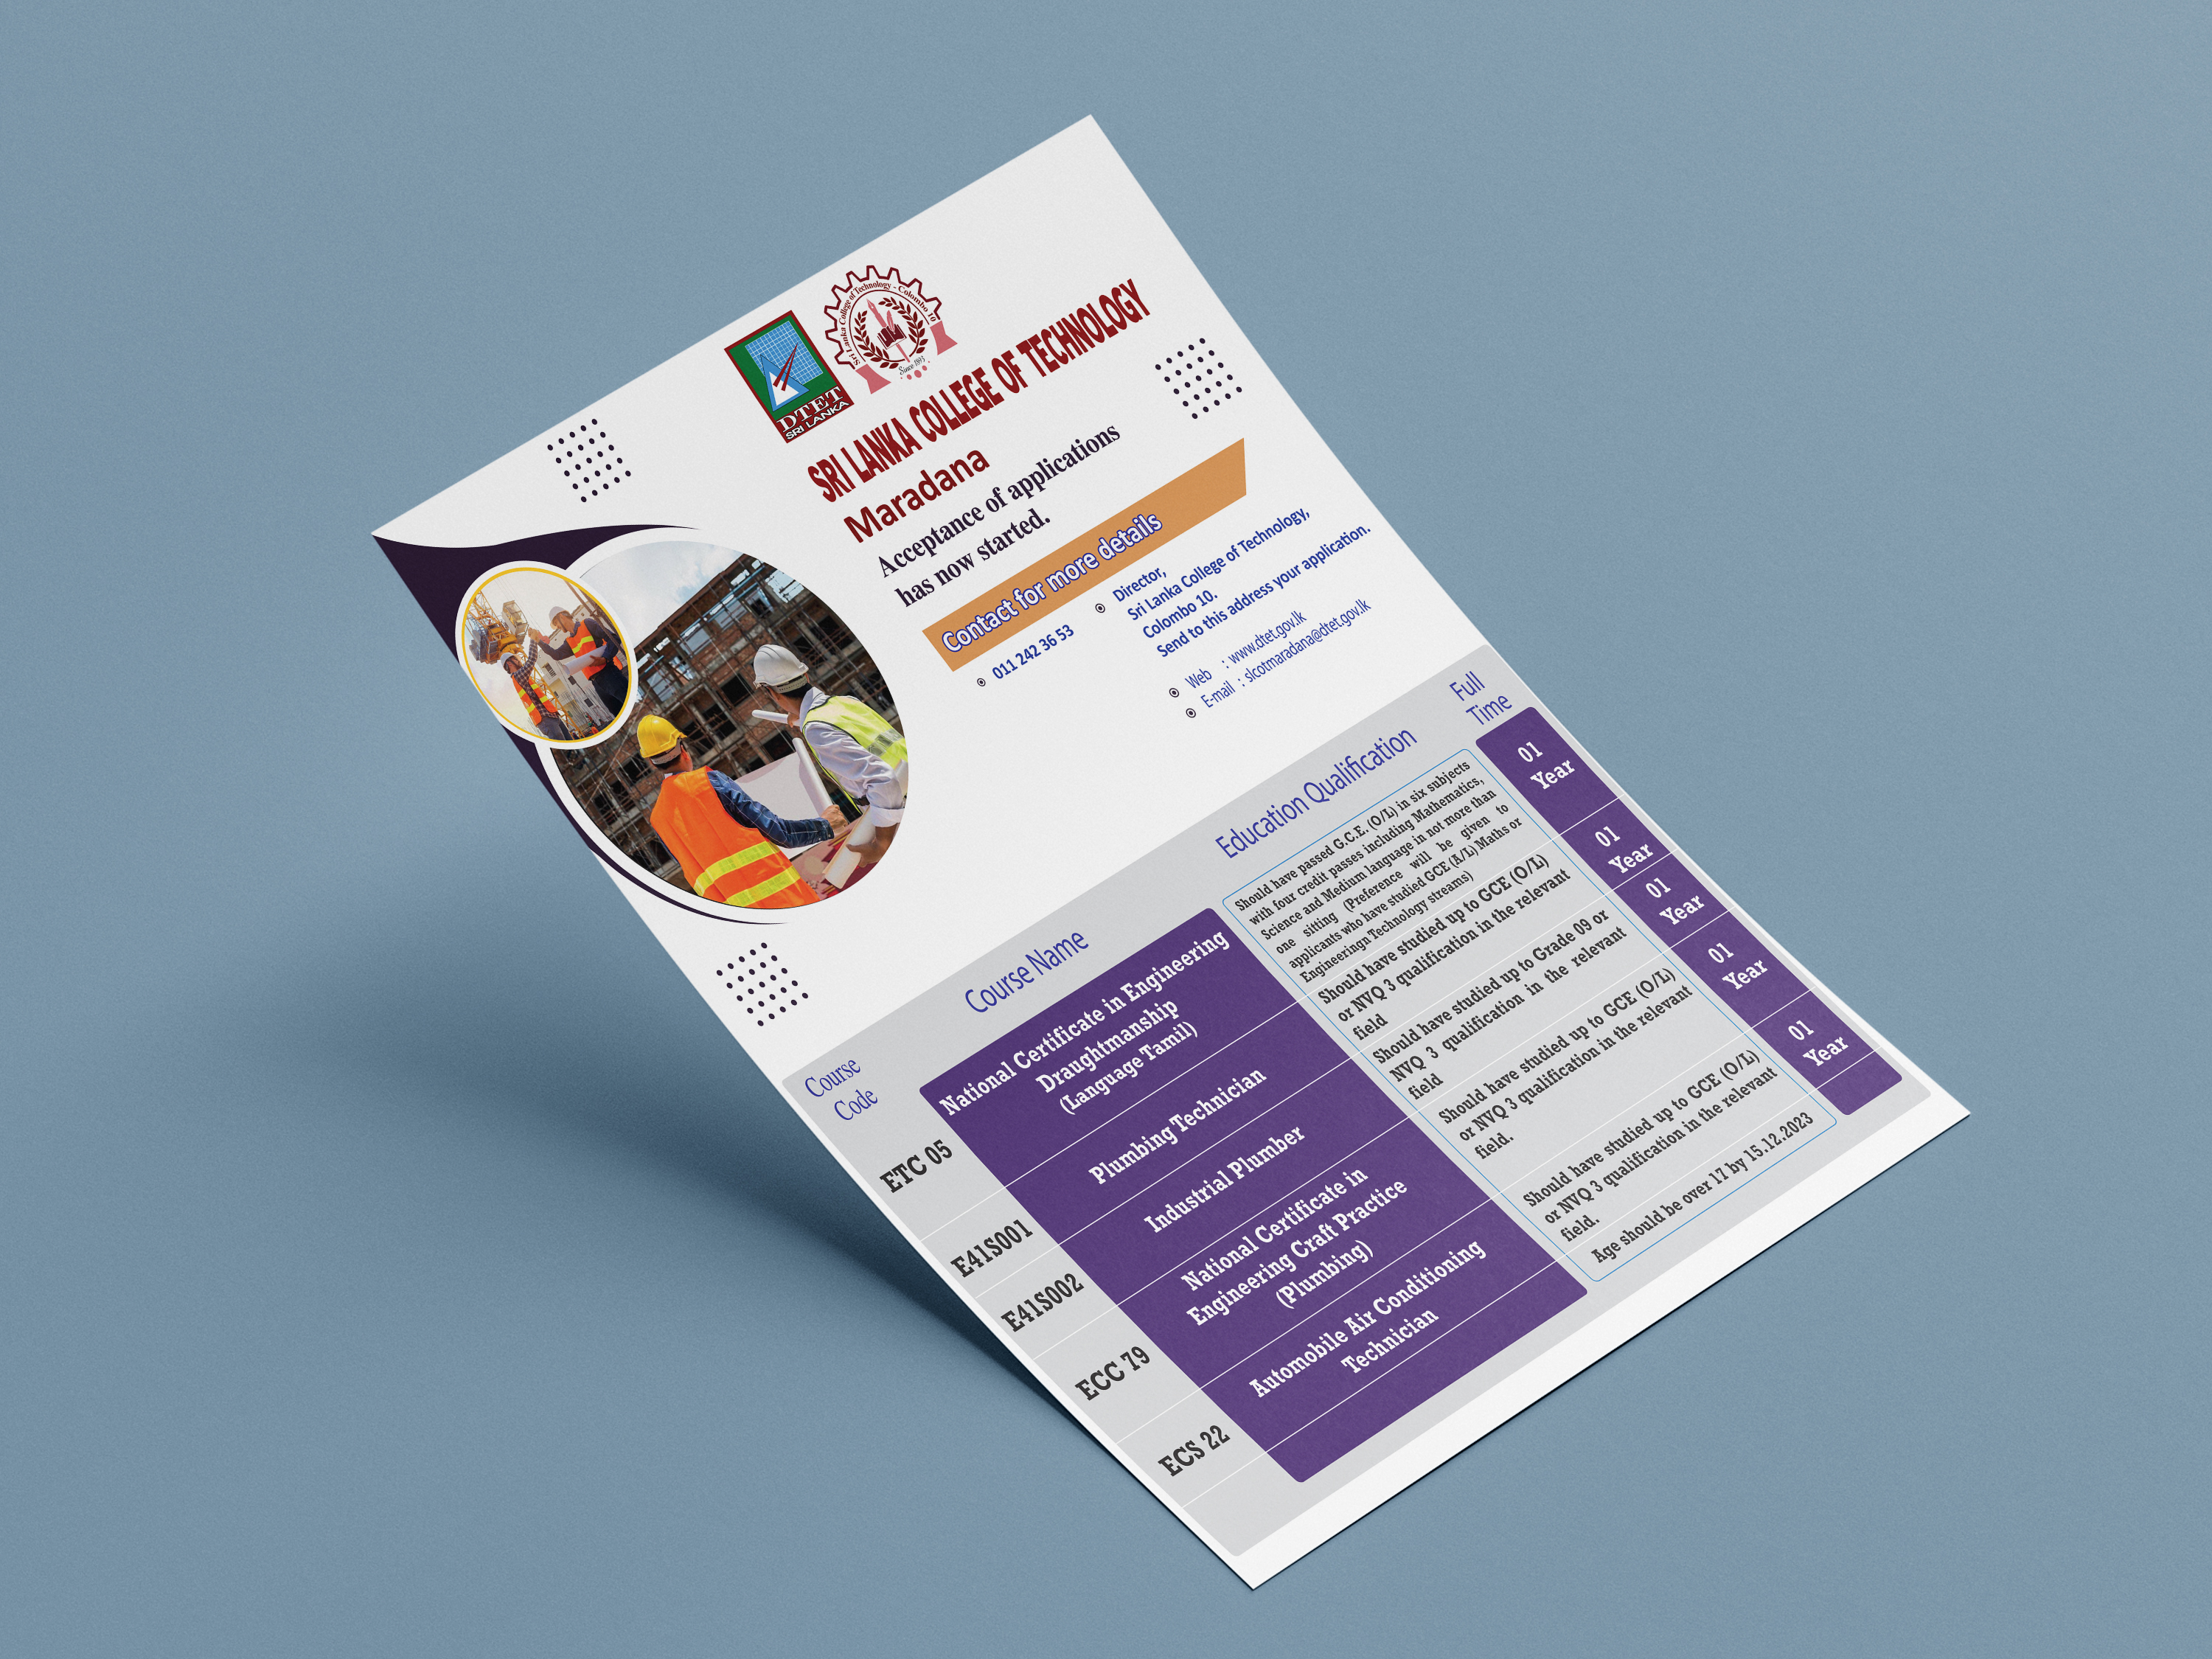 DTET
SRI LANKA
Sri Lanka College of Technology - Colombo 10
Since 1893
SRI LANKA COLLEGE OF TECHNOLOGY
Maradana
Acceptance of applications
has now started.
Contact for more details
011 242 36 53
Director,
Sri Lanka College of Technology,
Colombo 10.
Send to this address your application.
Web : www.dtet.gov.lk
E-mail : slcotmaradana@dtet.gov.lk
Course
Code
Course Name
Education Qualification
Full
Time
ETC 05
National Certificate in Engineering
Draughtmanship
(Language Tamil)
Should have passed G.C.E. (O/L) in six subjects
with four credit passes including Mathematics,
Science and Medium language in not more than
one sitting (Preference will be given to
applicants who have studied GCE (A/L) Maths or
Engineeringn Technology streams)
01
Year
E41S001
Plumbing Technician
Should have studied up to GCE (O/L)
or NVQ 3 qualification in the relevant
field
01
Year
E41S002
Industrial Plumber
Should have studied up to Grade 09 or
NVQ 3 qualification in the relevant
field
01
Year
ECC 79
National Certificate in
Engineering Craft Practice
(Plumbing)
Should have studied up to GCE (O/L)
or NVQ 3 qualification in the relevant
field.
01
Year
ECS 22
Automobile Air Conditioning
Technician
Should have studied up to GCE (O/L)
or NVQ 3 qualification in the relevant
field.
01
Year
Age should be over 17 by 15.12.2023